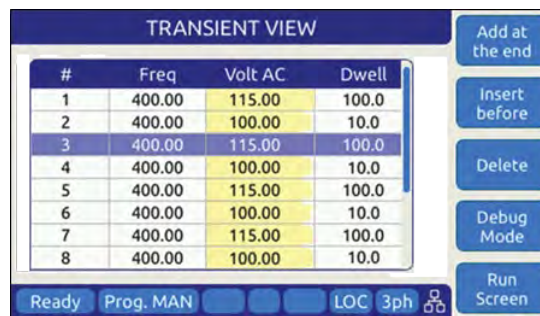 TRANSIENT VIEW
Add at
the end
# Freq Volt AC Dwell
1 400.00 115.00 100.0
Insert
before
2 400.00 100.00 10.0
3 400.00 115.00 100.0
4 400.00 100.00 10.0
Delete
5 400.00 115.00 100.0
6 400.00 100.00 10.0
Debug
Mode
7 400.00 115.00 100.0
8 400.00 100.00 10.0
Run
Screen
Ready Prog. MAN LOC 3ph